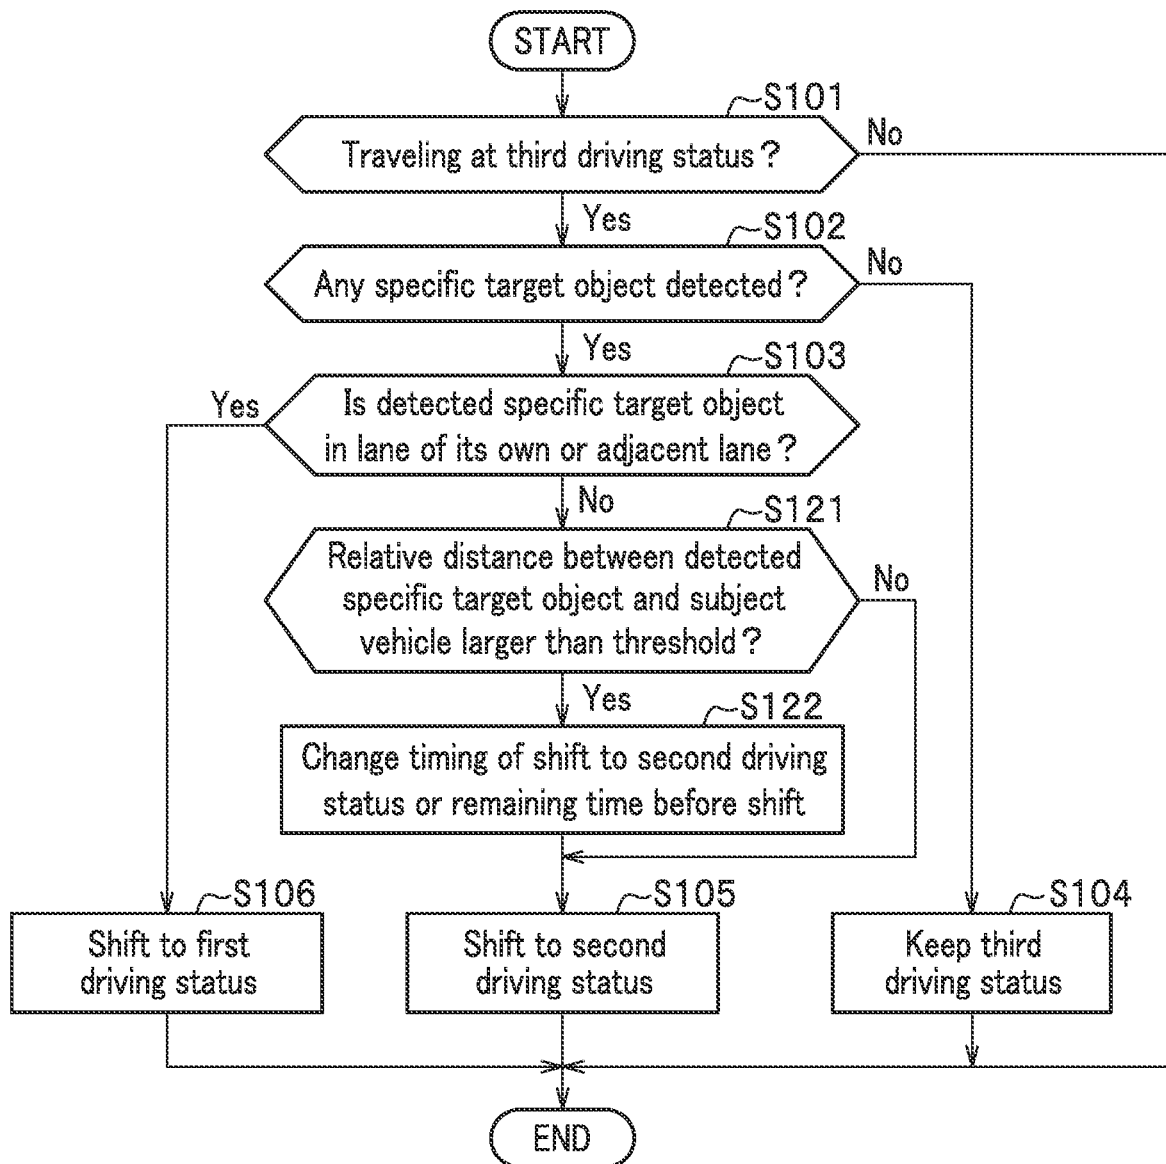 START
S101
Traveling at third driving status?
No
Yes
S102
Any specific target object detected?
No
Yes
S103
Is detected specific target object
in lane of its own or adjacent lane?
Yes
No
S121
Relative distance between detected
specific target object and subject
vehicle larger than threshold?
No
Yes
S122
Change timing of shift to second driving
status or remaining time before shift
S106
Shift to first
driving status
S105
Shift to second
driving status
S104
Keep third
driving status
END